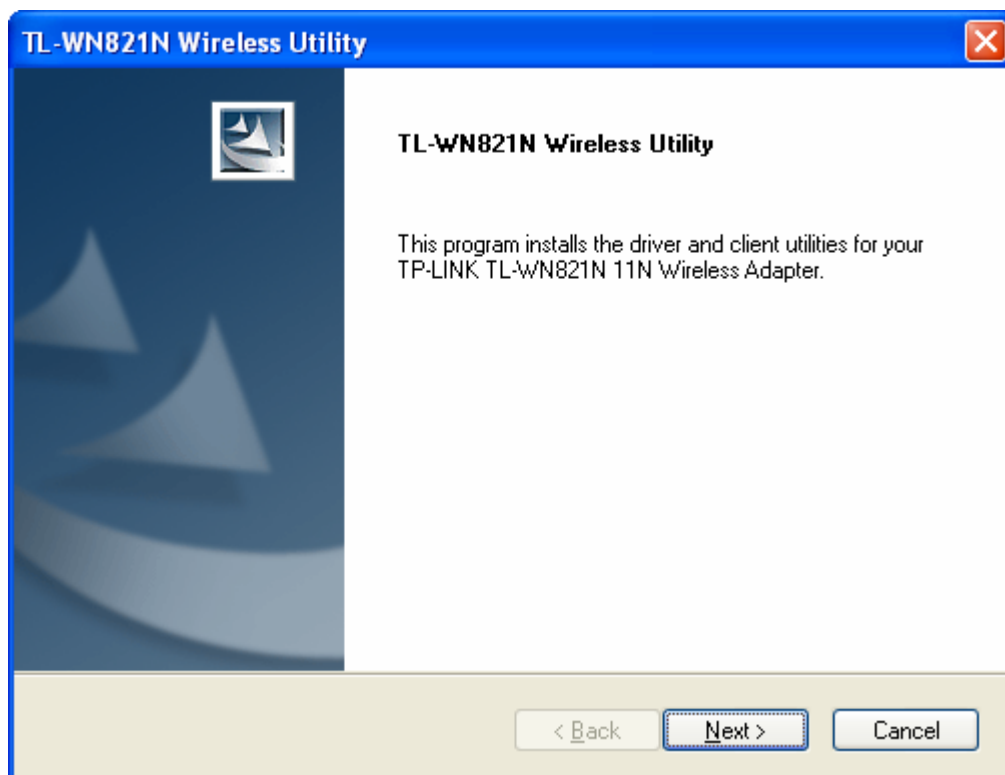 TL-WN821N Wireless Utility
TL-WN821N Wireless Utility
This program installs the driver and client utilities for your
TP-LINK TL-WN821N 11N Wireless Adapter.
< Back
Next >
Cancel